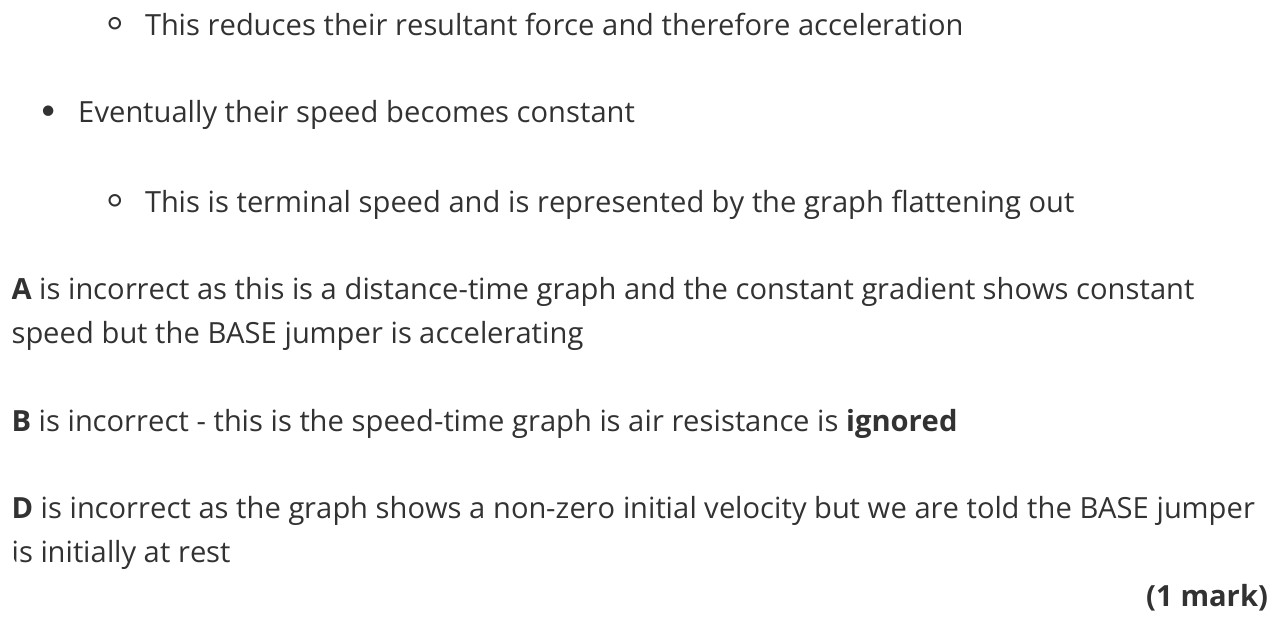 ◦ This reduces their resultant force and therefore acceleration
• Eventually their speed becomes constant
◦ This is terminal speed and is represented by the graph flattening out
A is incorrect as this is a distance-time graph and the constant gradient shows constant
speed but the BASE jumper is accelerating
B is incorrect - this is the speed-time graph is air resistance is ignored
D is incorrect as the graph shows a non-zero initial velocity but we are told the BASE jumper
is initially at rest
(1 mark)